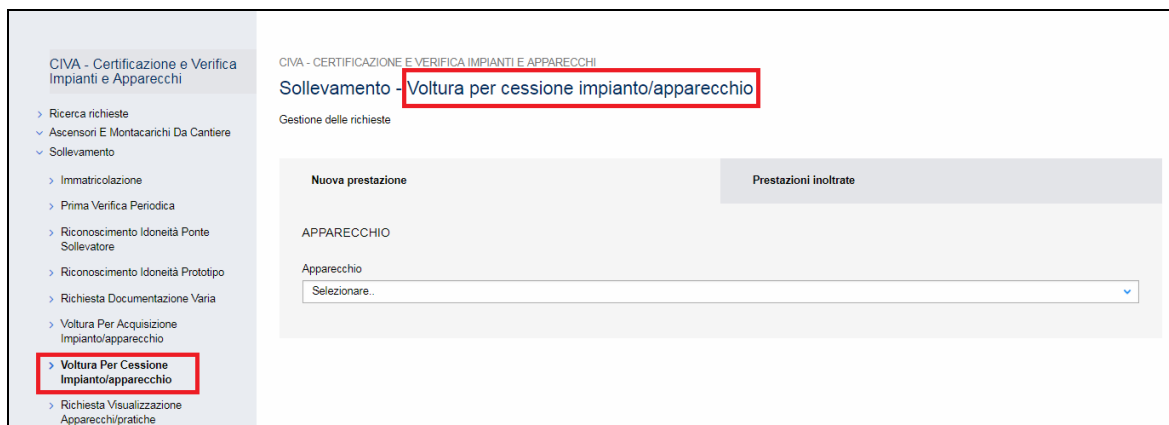 CIVA - Certificazione e Verifica
Impianti e Apparecchi
Ricerca richieste
Ascensori E Montacarichi Da Cantiere
Sollevamento
Immatricolazione
Prima Verifica Periodica
Riconoscimento Idoneità Ponte
Sollevatore
Riconoscimento Idoneità Prototipo
Richiesta Documentazione Varia
Voltura Per Acquisizione
Impianto/apparecchio
Voltura Per Cessione
Impianto/apparecchio
Richiesta Visualizzazione
Apparecchi/pratiche
CIVA - CERTIFICAZIONE E VERIFICA IMPIANTI E APPARECCHI
Sollevamento - Voltura per cessione impianto/apparecchio
Gestione delle richieste
Nuova prestazione
Prestazioni inoltrate
APPARECCHIO
Apparecchio
Selezionare..